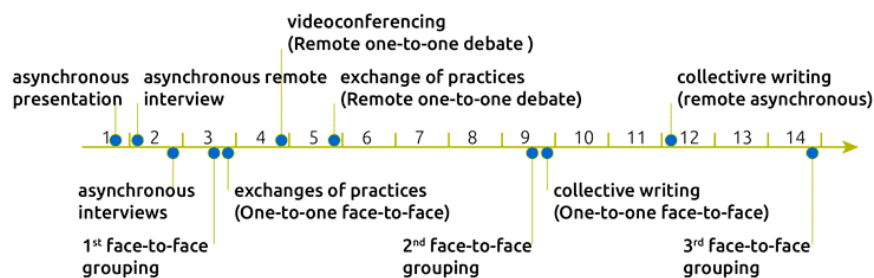 videoconferencing
(Remote one-to-one debate )
asynchronous
presentation
asynchronous remote
interview
exchange of practices
(Remote one-to-one debate)
collectivre writing
(remote asynchronous)
1 2 3 4 5 6 7 8 9 10 11 12 13 14
asynchronous
interviews
exchanges of practices
(One-to-one face-to-face)
collective writing
(One-to-one face-to-face)
1st face-to-face
grouping
2nd face-to-face
grouping
3rd face-to-face
grouping